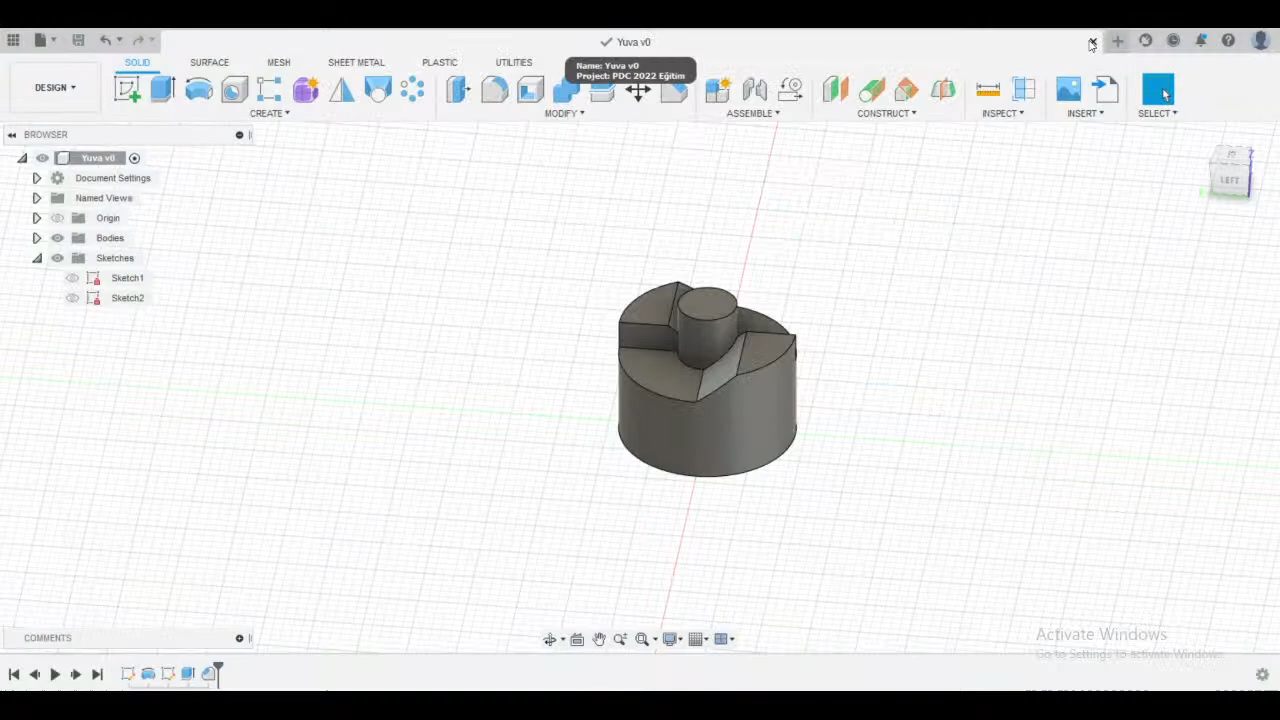 Yuva v0
Name: Yuva v0
Project: PDC 2022 Eğitim
SOLID
SURFACE
MESH
SHEET METAL
PLASTIC
UTILITIES
DESIGN
CREATE
MODIFY
ASSEMBLE
CONSTRUCT
INSPECT
INSERT
SELECT
BROWSER
Yuva v0
Document Settings
Named Views
Origin
Bodies
Sketches
Sketch1
Sketch2
LEFT
Z
COMMENTS
Activate Windows
Go to Settings to activate Windows.